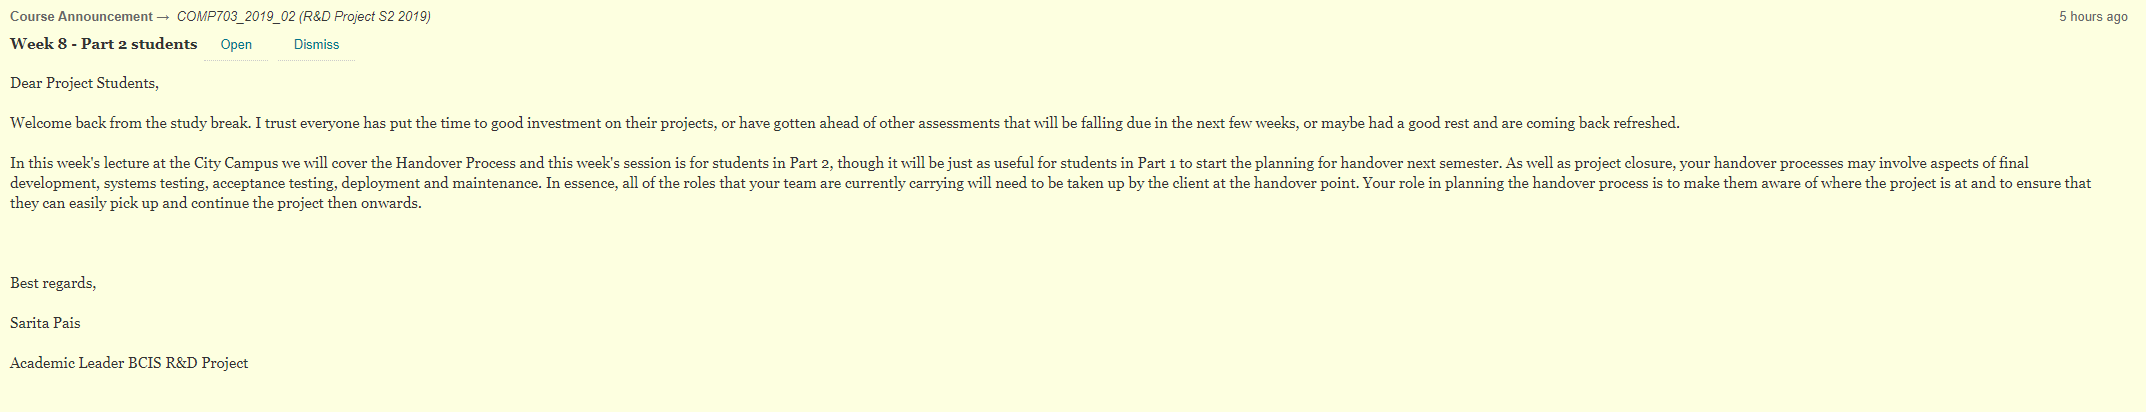 Course Announcement → COMP703_2019_02 (R&D Project S2 2019) 5 hours ago
Week 8 - Part 2 students Open Dismiss
Dear Project Students,
Welcome back from the study break. I trust everyone has put the time to good investment on their projects, or have gotten ahead of other assessments that will be falling due in the next few weeks, or maybe had a good rest and are coming back refreshed.
In this week's lecture at the City Campus we will cover the Handover Process and this week's session is for students in Part 2, though it will be just as useful for students in Part 1 to start the planning for handover next semester. As well as project closure, your handover processes may involve aspects of final
development, systems testing, acceptance testing, deployment and maintenance. In essence, all of the roles that your team are currently carrying will need to be taken up by the client at the handover point. Your role in planning the handover process is to make them aware of where the project is at and to ensure that
they can easily pick up and continue the project then onwards.
Best regards,
Sarita Pais
Academic Leader BCIS R&D Project